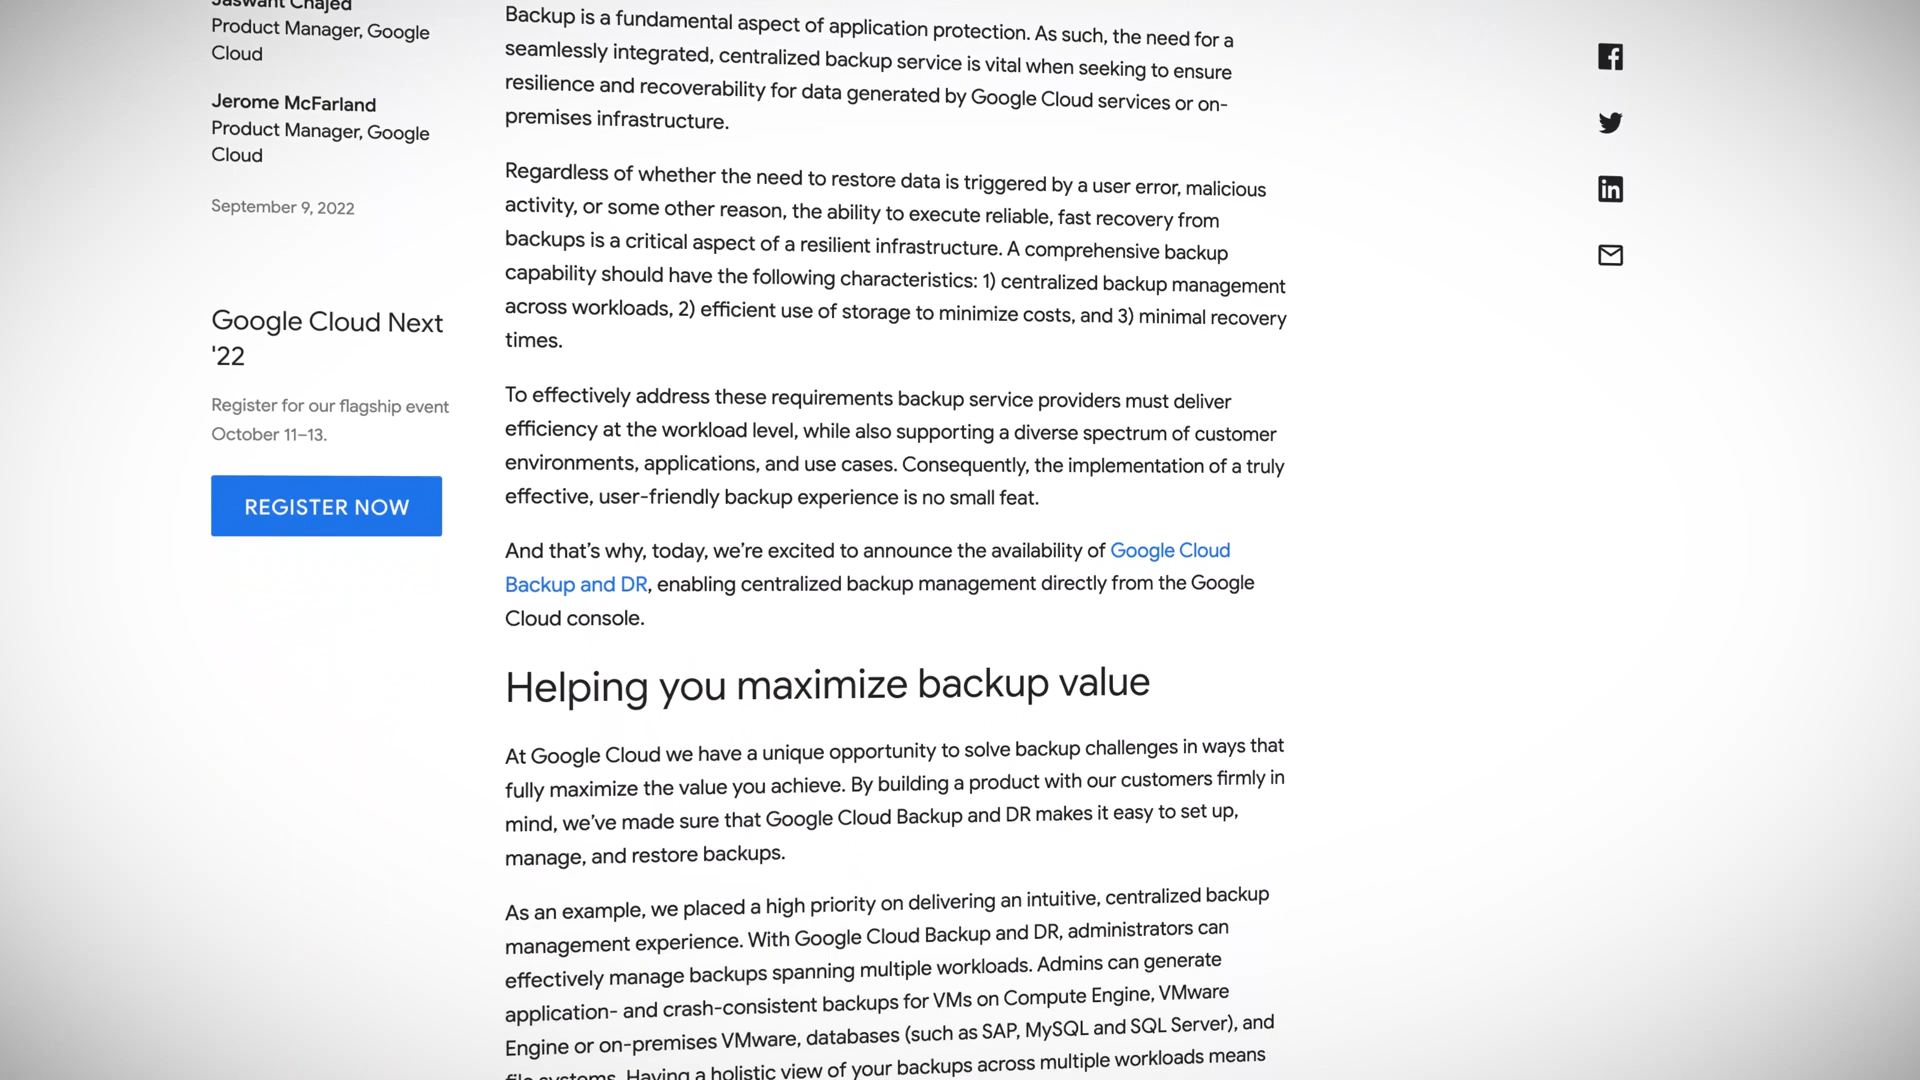 Jaswant Chajed
Product Manager, Google
Cloud
Jerome McFarland
Product Manager, Google
Cloud
September 9, 2022
Google Cloud Next
'22
Register for our flagship event
October 11–13.
REGISTER NOW
Backup is a fundamental aspect of application protection. As such, the need for a
seamlessly integrated, centralized backup service is vital when seeking to ensure
resilience and recoverability for data generated by Google Cloud services or on-
premises infrastructure.
Regardless of whether the need to restore data is triggered by a user error, malicious
activity, or some other reason, the ability to execute reliable, fast recovery from
backups is a critical aspect of a resilient infrastructure. A comprehensive backup
capability should have the following characteristics: 1) centralized backup management
across workloads, 2) efficient use of storage to minimize costs, and 3) minimal recovery
times.
To effectively address these requirements backup service providers must deliver
efficiency at the workload level, while also supporting a diverse spectrum of customer
environments, applications, and use cases. Consequently, the implementation of a truly
effective, user-friendly backup experience is no small feat.
And that’s why, today, we’re excited to announce the availability of Google Cloud
Backup and DR, enabling centralized backup management directly from the Google
Cloud console.
Helping you maximize backup value
At Google Cloud we have a unique opportunity to solve backup challenges in ways that
fully maximize the value you achieve. By building a product with our customers firmly in
mind, we’ve made sure that Google Cloud Backup and DR makes it easy to set up,
manage, and restore backups.
As an example, we placed a high priority on delivering an intuitive, centralized backup
management experience. With Google Cloud Backup and DR, administrators can
effectively manage backups spanning multiple workloads. Admins can generate
application- and crash-consistent backups for VMs on Compute Engine, VMware
Engine or on-premises VMware, databases (such as SAP, MySQL and SQL Server), and
file systems. Having a holistic view of your backups across multiple workloads means